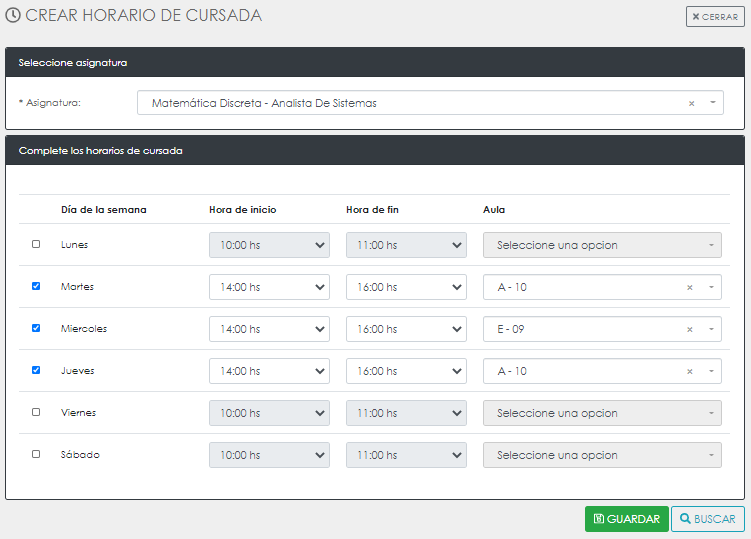 CREAR HORARIO DE CURSADA
× CERRAR
Seleccione asignatura
* Asignatura: Matemática Discreta - Analista De Sistemas ×
Complete los horarios de cursada
Día de la semana Hora de inicio Hora de fin Aula
Lunes 10:00 hs 11:00 hs Seleccione una opcion
Martes 14:00 hs 16:00 hs A - 10 ×
Miercoles 14:00 hs 16:00 hs E - 09 ×
Jueves 14:00 hs 16:00 hs A - 10 ×
Viernes 10:00 hs 11:00 hs Seleccione una opcion
Sábado 10:00 hs 11:00 hs Seleccione una opcion
GUARDAR BUSCAR